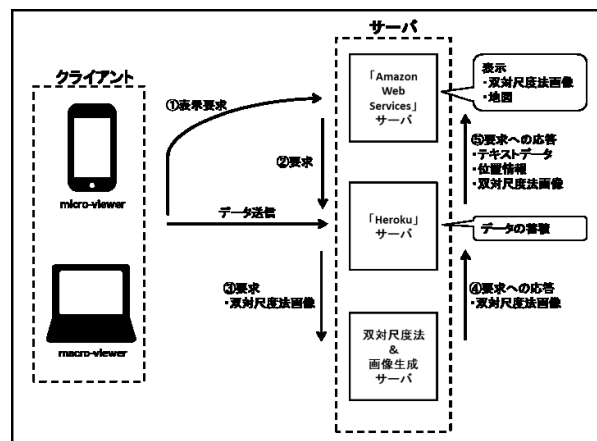 サーバ
クライアント
micro-viewer
macro-viewer
①表示要求
データ送信
「Amazon
Web
Services」
サーバ
②要求
「Heroku」
サーバ
③要求
・双対尺度法画像
双対尺度法
&
画像生成
サーバ
表示
・双対尺度法画像
・地図
⑤要求への応答
・テキストデータ
・位置情報
・双対尺度法画像
データの蓄積
④要求への応答
・双対尺度法画像